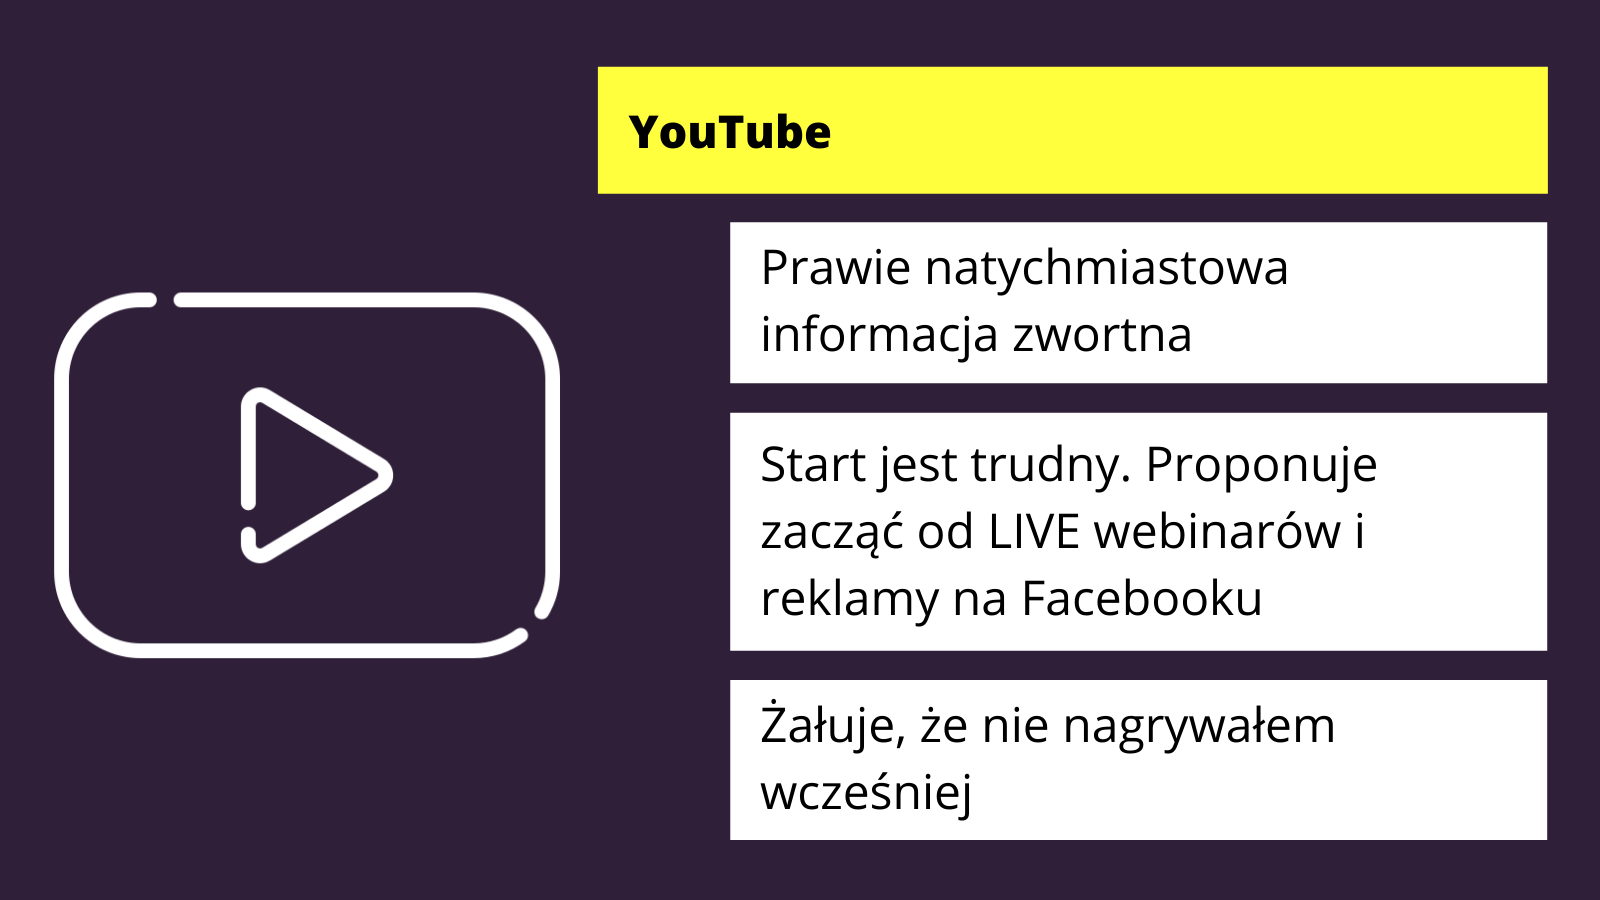 YouTube
Prawie natychmiastowa
informacja zwortna
Start jest trudny. Proponuje
zacząć od LIVE webinarów i
reklamy na Facebooku
Żałuje, że nie nagrywałem
wcześniej